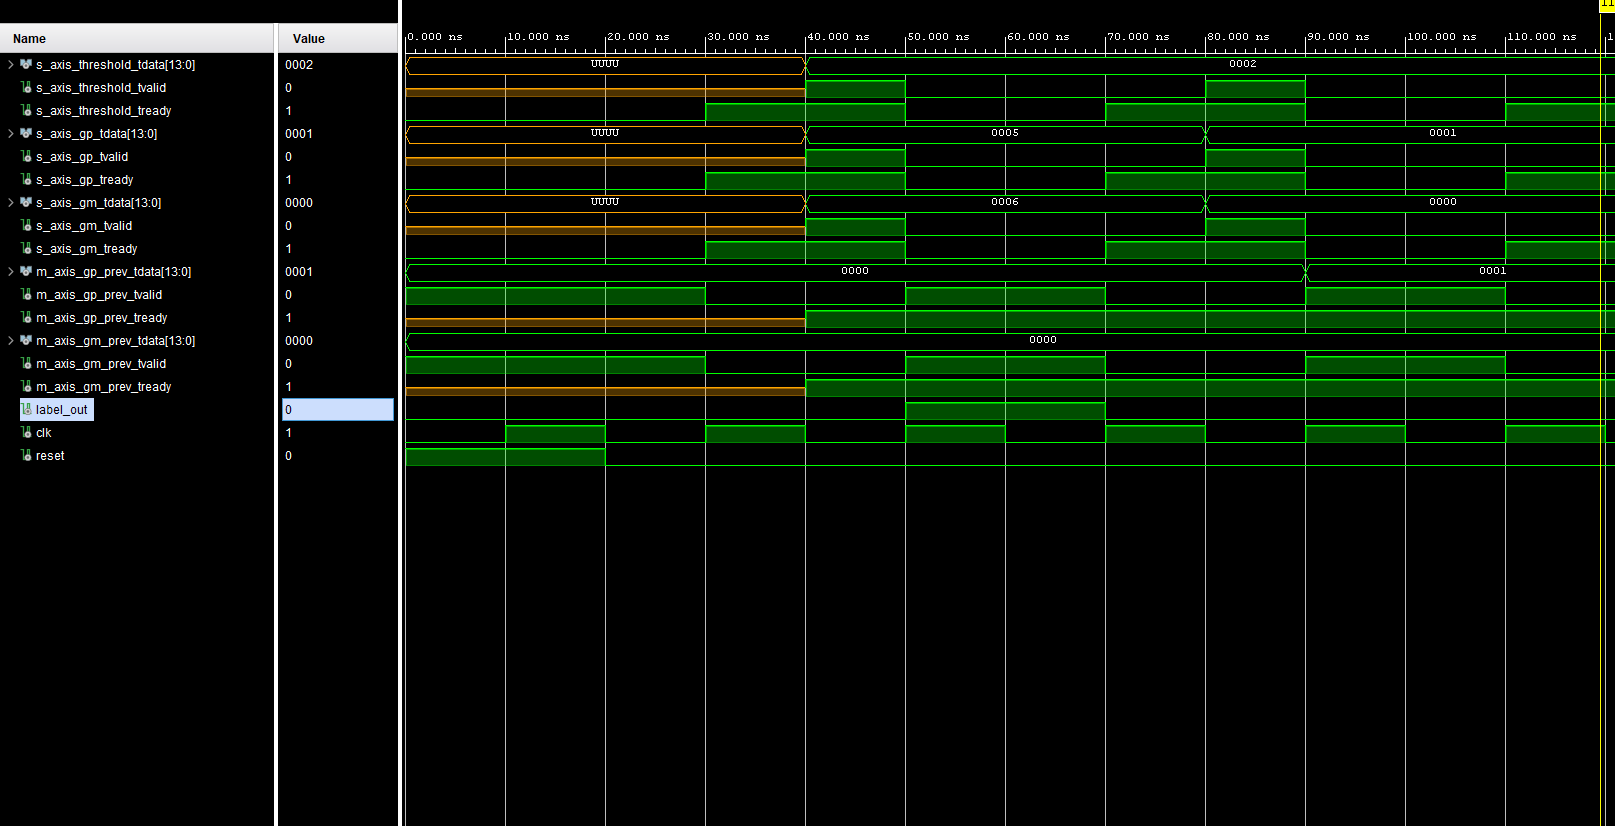 11
Name Value
0.000 ns 10.000 ns 20.000 ns 30.000 ns 40.000 ns 50.000 ns 60.000 ns 70.000 ns 80.000 ns 90.000 ns 100.000 ns 110.000 ns 1
s_axis_threshold_tdata[13:0] 0002 UUUU 0002
s_axis_threshold_tvalid 0
s_axis_threshold_tready 1
s_axis_gp_tdata[13:0] 0001 UUUU 0005 0001
s_axis_gp_tvalid 0
s_axis_gp_tready 1
s_axis_gm_tdata[13:0] 0000 UUUU 0006 0000
s_axis_gm_tvalid 0
s_axis_gm_tready 1
m_axis_gp_prev_tdata[13:0] 0001 0000 0001
m_axis_gp_prev_tvalid 0
m_axis_gp_prev_tready 1
m_axis_gm_prev_tdata[13:0] 0000 0000
m_axis_gm_prev_tvalid 0
m_axis_gm_prev_tready 1
label_out 0
clk 1
reset 0